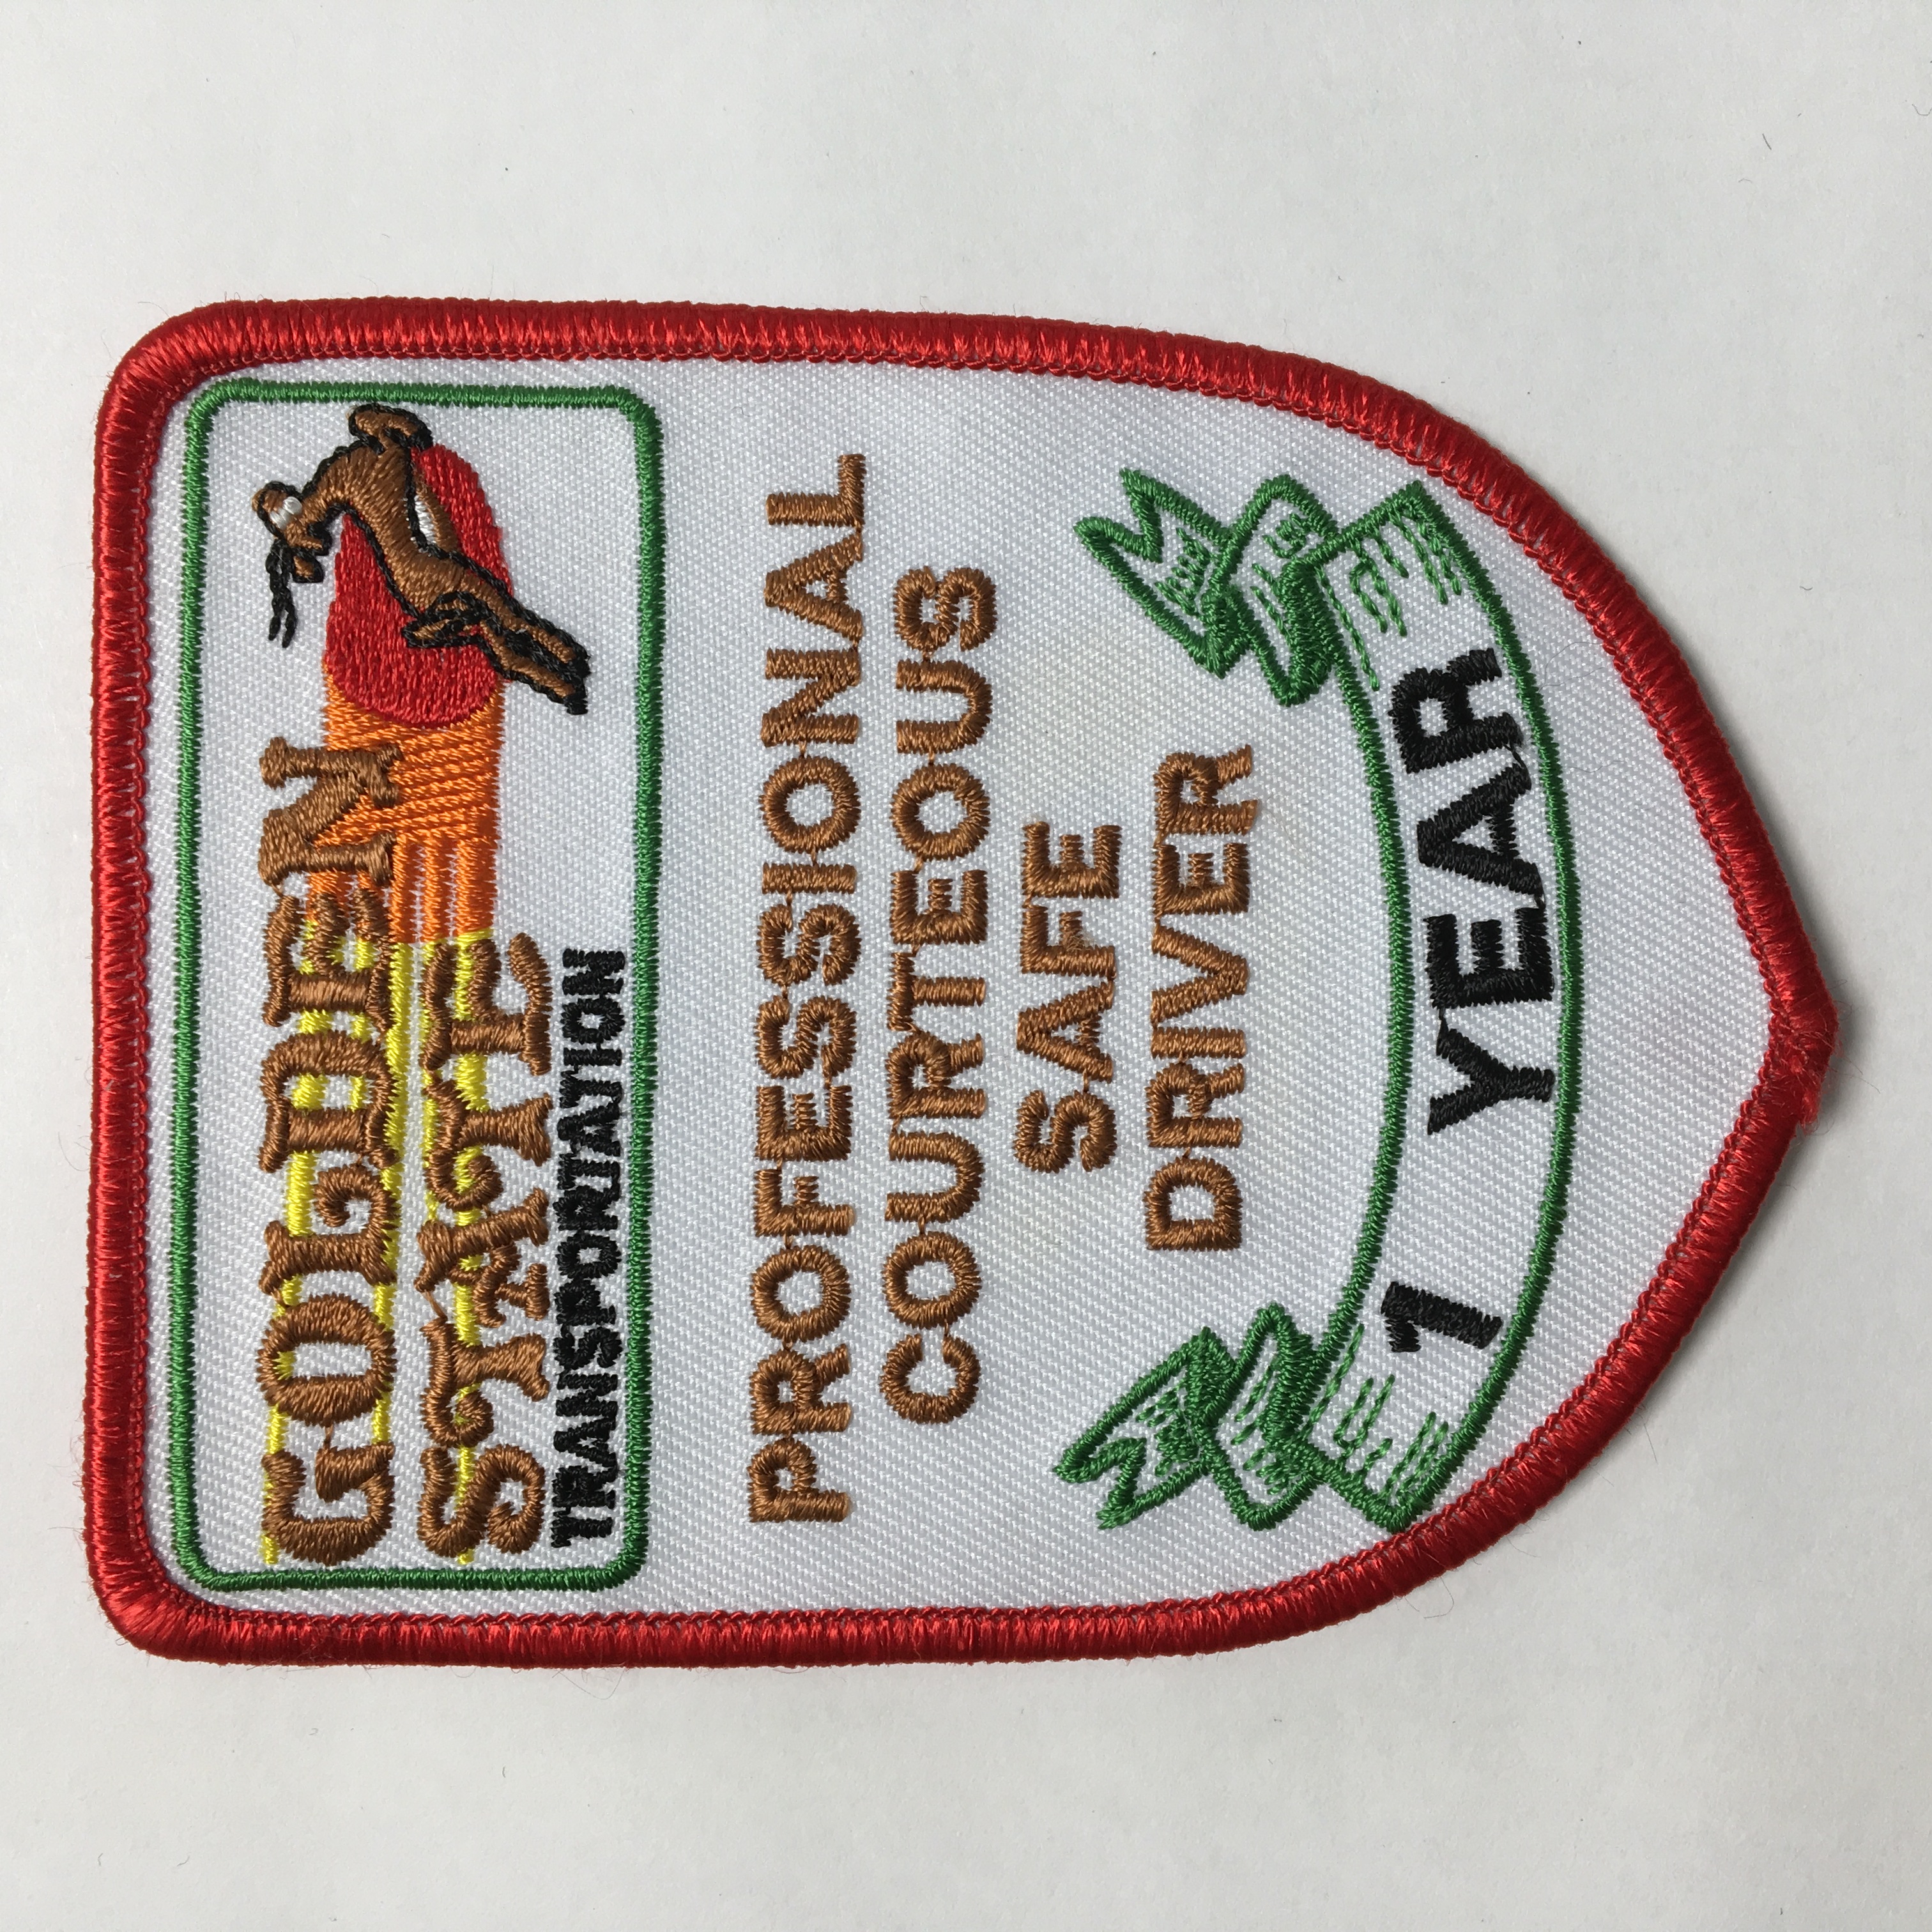 GOLDEN
STATE
TRANSPORTATION
PROFESSIONAL
COURTEOUS
SAFE
DRIVER
1 YEAR